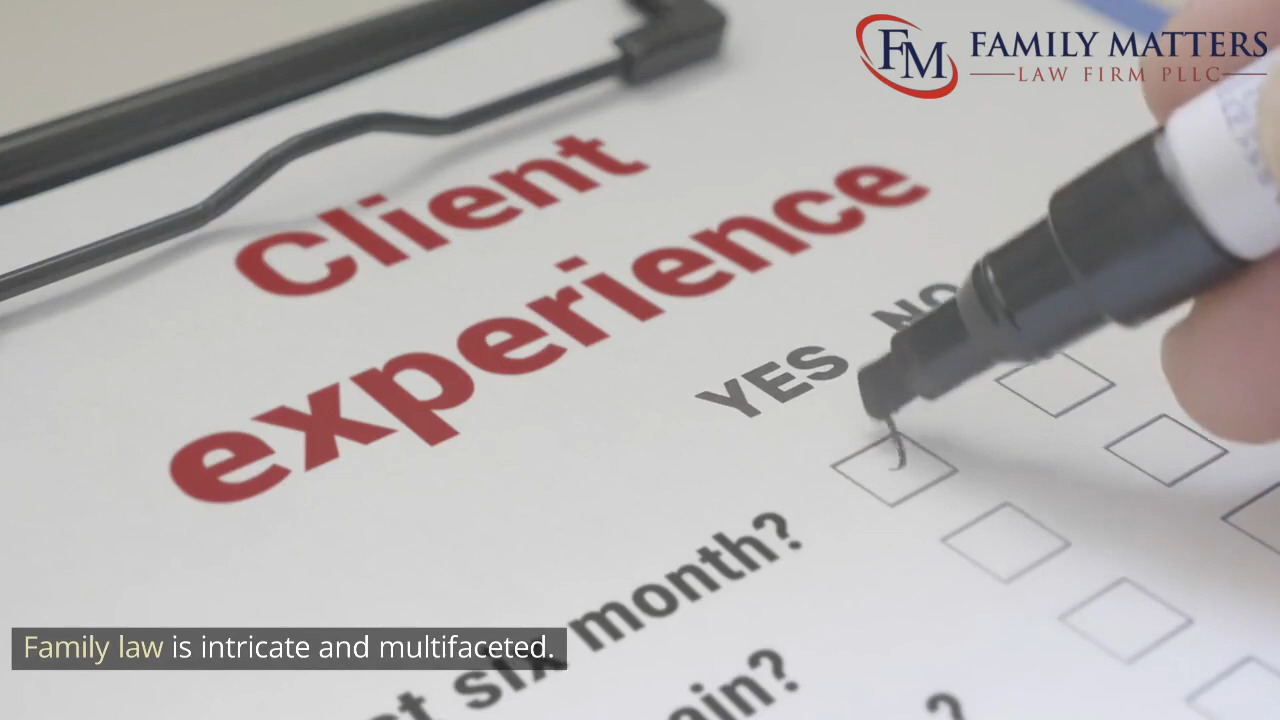 FM FAMILY MATTERS
LAW FIRM PLLC
Client
experience
YES NO
six month?
?
Family law is intricate and multifaceted.